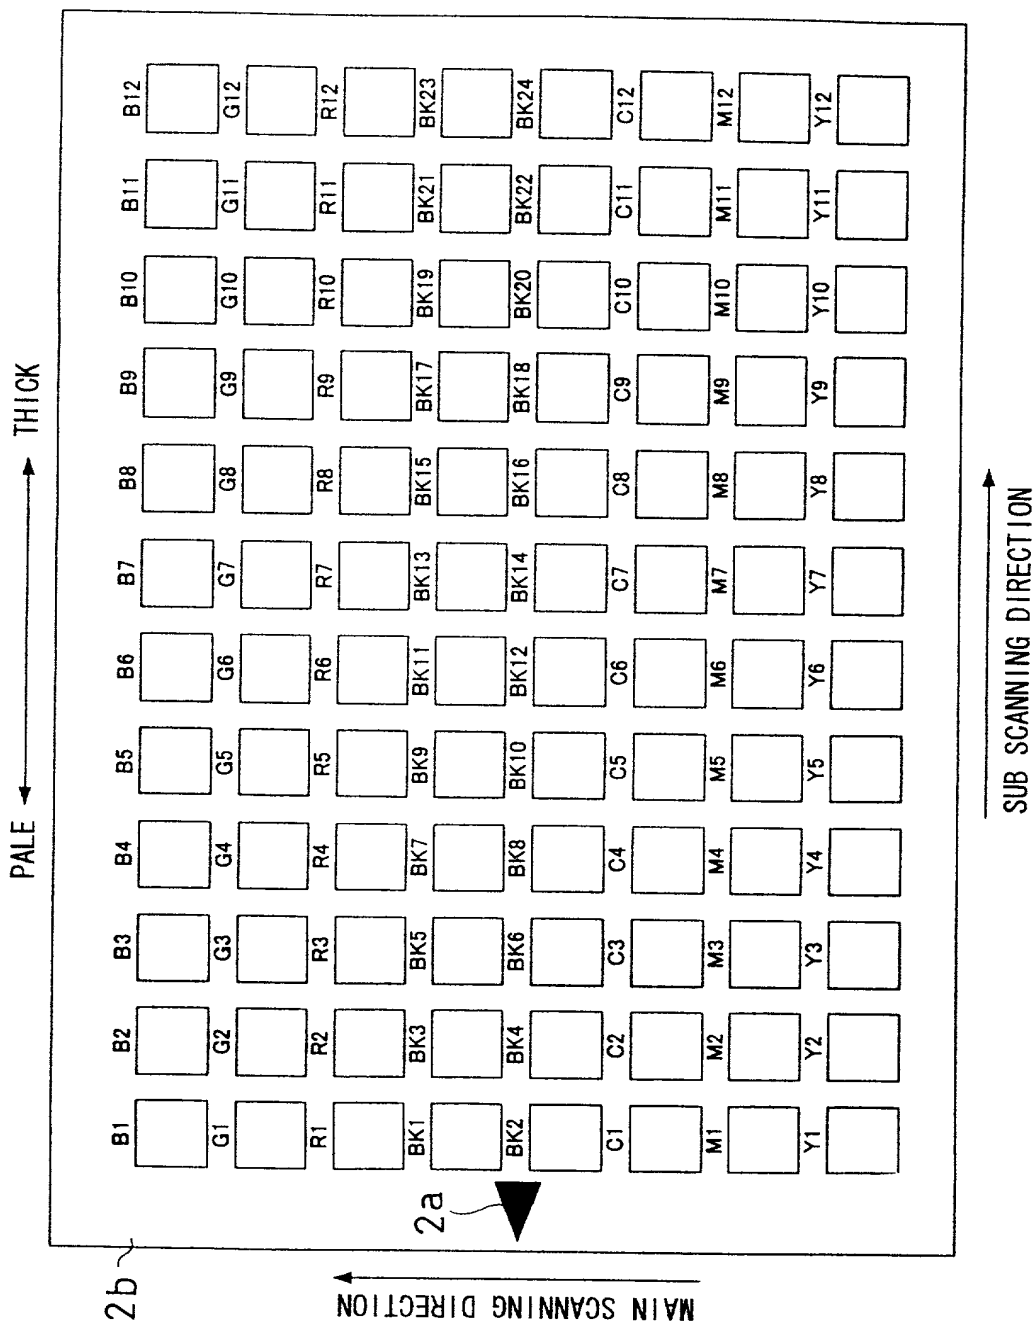 PALE THICK
2b
B1 B2 B3 B4 B5 B6 B7 B8 B9 B10 B11 B12
G1 G2 G3 G4 G5 G6 G7 G8 G9 G10 G11 G12
R1 R2 R3 R4 R5 R6 R7 R8 R9 R10 R11 R12
BK1 BK3 BK5 BK7 BK9 BK11 BK13 BK15 BK17 BK19 BK21 BK23
2a
BK2 BK4 BK6 BK8 BK10 BK12 BK14 BK16 BK18 BK20 BK22 BK24
C1 C2 C3 C4 C5 C6 C7 C8 C9 C10 C11 C12
M1 M2 M3 M4 M5 M6 M7 M8 M9 M10 M11 M12
Y1 Y2 Y3 Y4 Y5 Y6 Y7 Y8 Y9 Y10 Y11 Y12
MAIN SCANNING DIRECTION
SUB SCANNING DIRECTION